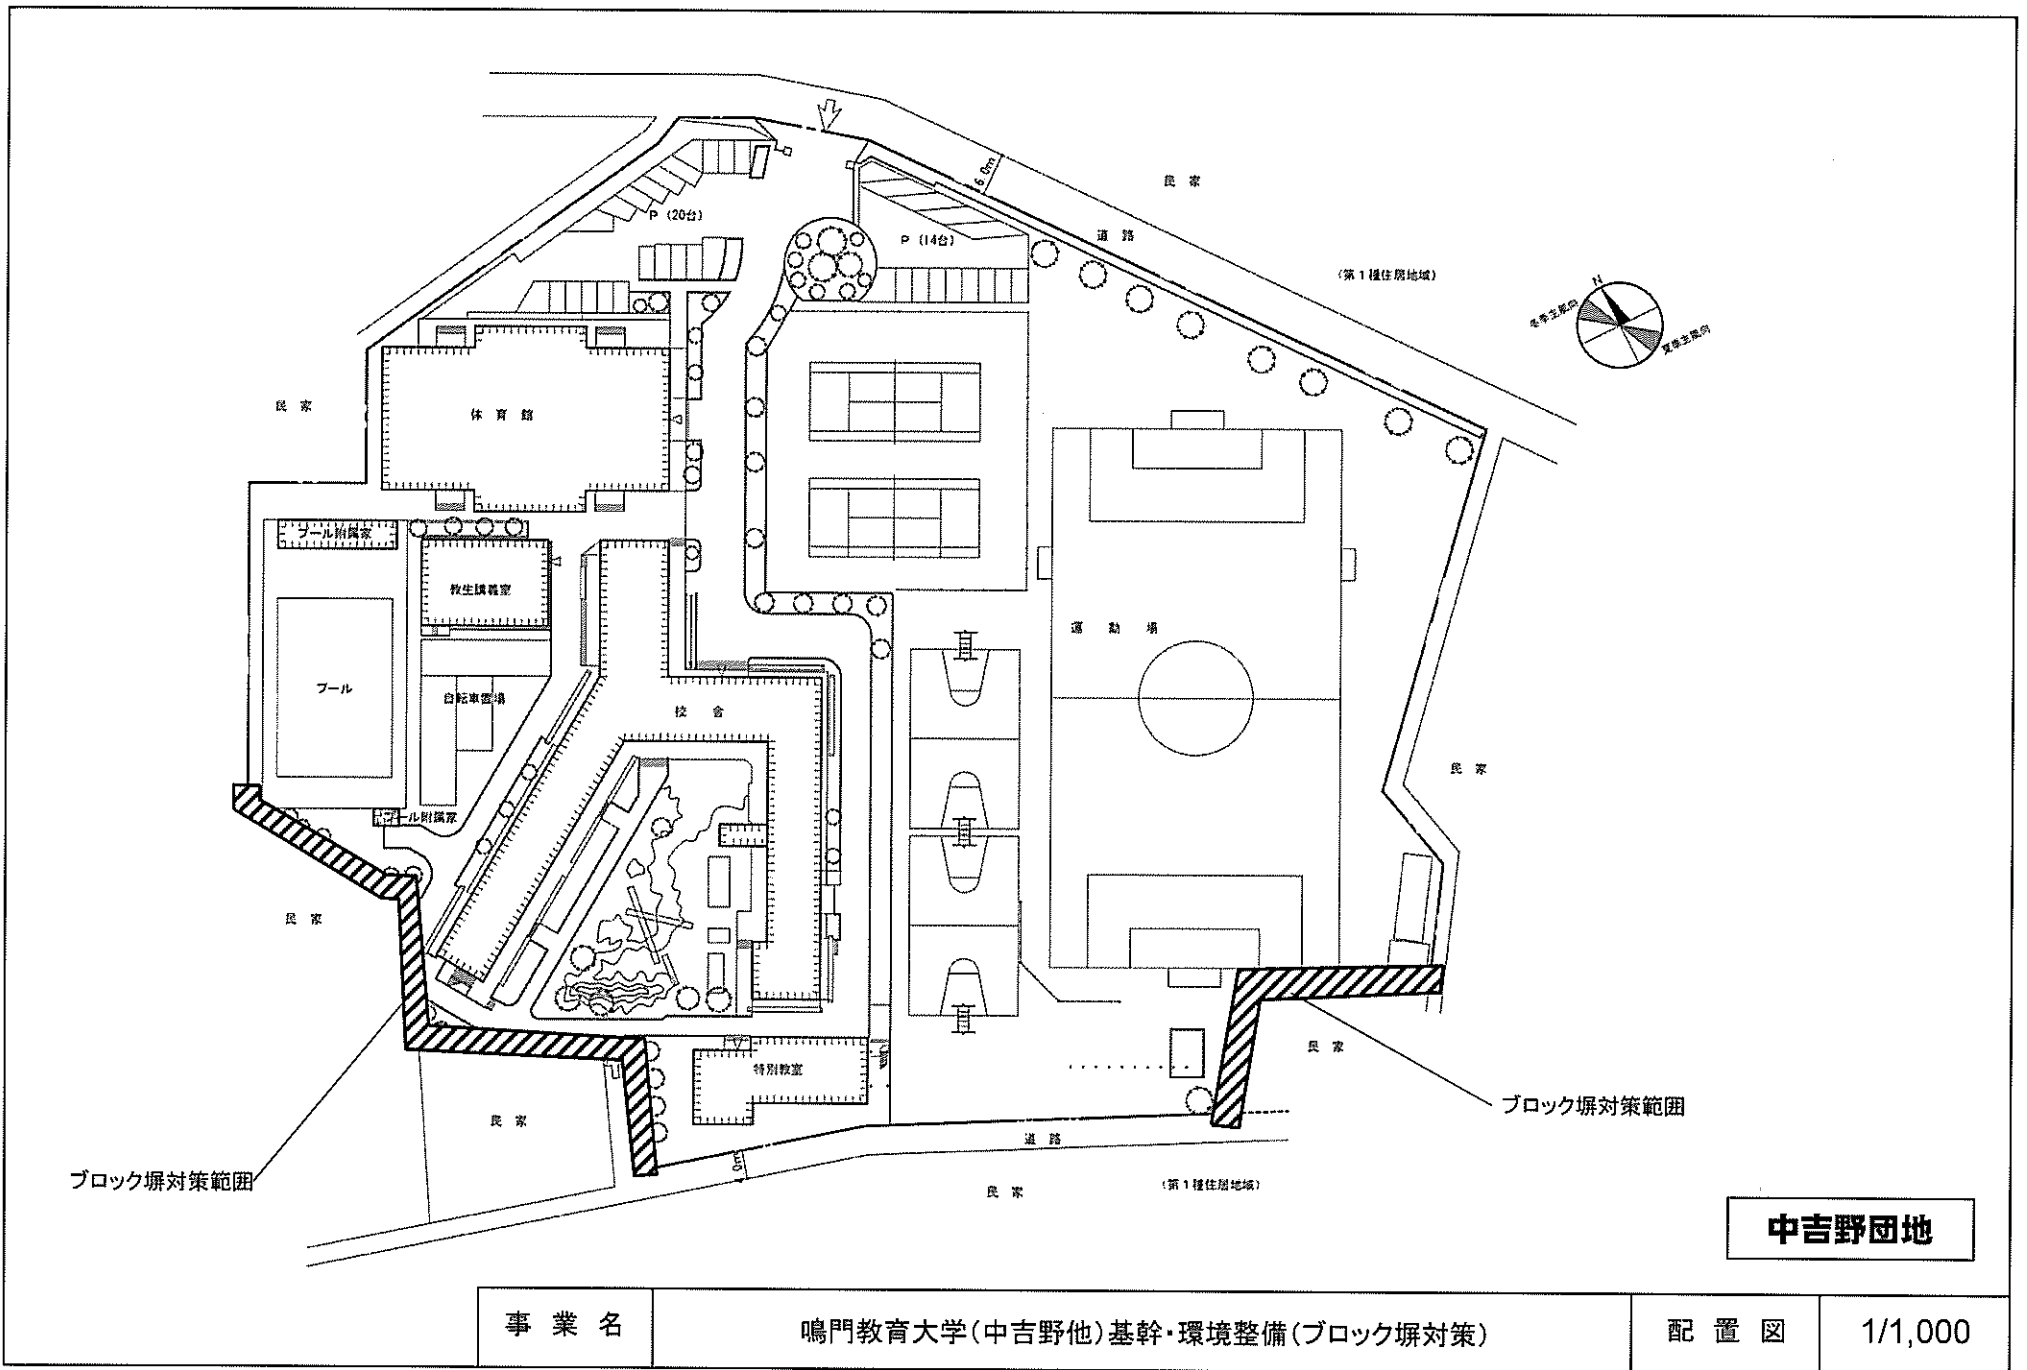 6.0m
民家
P (20台)
P (14台)
道路
(第1種住居地域)
N
冬季主風向
夏季主風向
民家
体育館
プール附属家
教生講義室
運動場
プール
自転車置場
校舎
民家
プール附属家
民家
特別教室
民家
ブロック塀対策範囲
民家
道路
0m
ブロック塀対策範囲
民家
(第1種住居地域)
中吉野団地
事業名
鳴門教育大学(中吉野他)基幹・環境整備(ブロック塀対策)
配置図
1/1,000